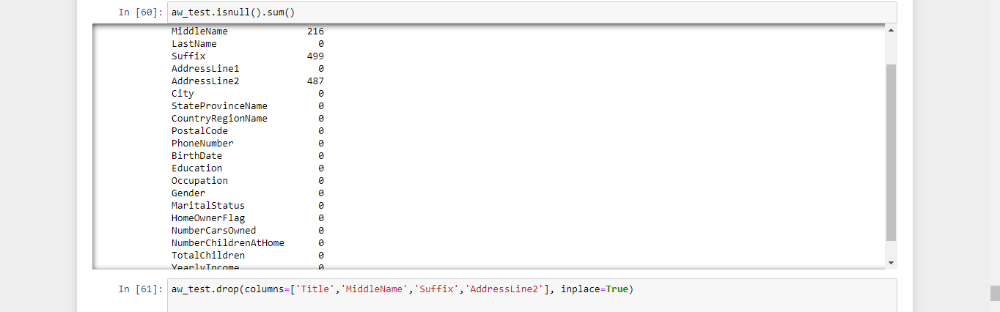 In [60]: aw_test.isnull().sum()
MiddleName 216
LastName 0
Suffix 499
AddressLine1 0
AddressLine2 487
City 0
StateProvinceName 0
CountryRegionName 0
PostalCode 0
PhoneNumber 0
BirthDate 0
Education 0
Occupation 0
Gender 0
MaritalStatus 0
HomeOwnerFlag 0
NumberCarsOwned 0
NumberChildrenAtHome 0
TotalChildren 0
YearlyIncome 0
In [61]: aw_test.drop(columns=['Title','MiddleName','Suffix','AddressLine2'], inplace=True)